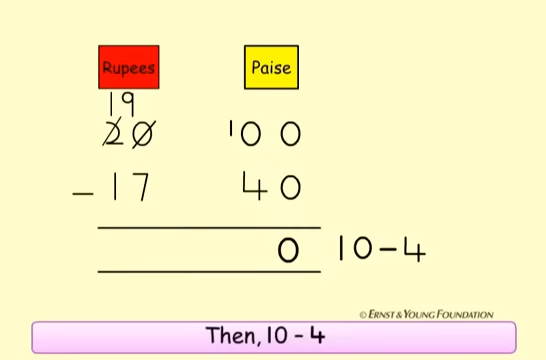 Rupees Paise
19
20 100
- 17 40
0 10-4
© ERNST & YOUNG FOUNDATION
Then, 10 - 4